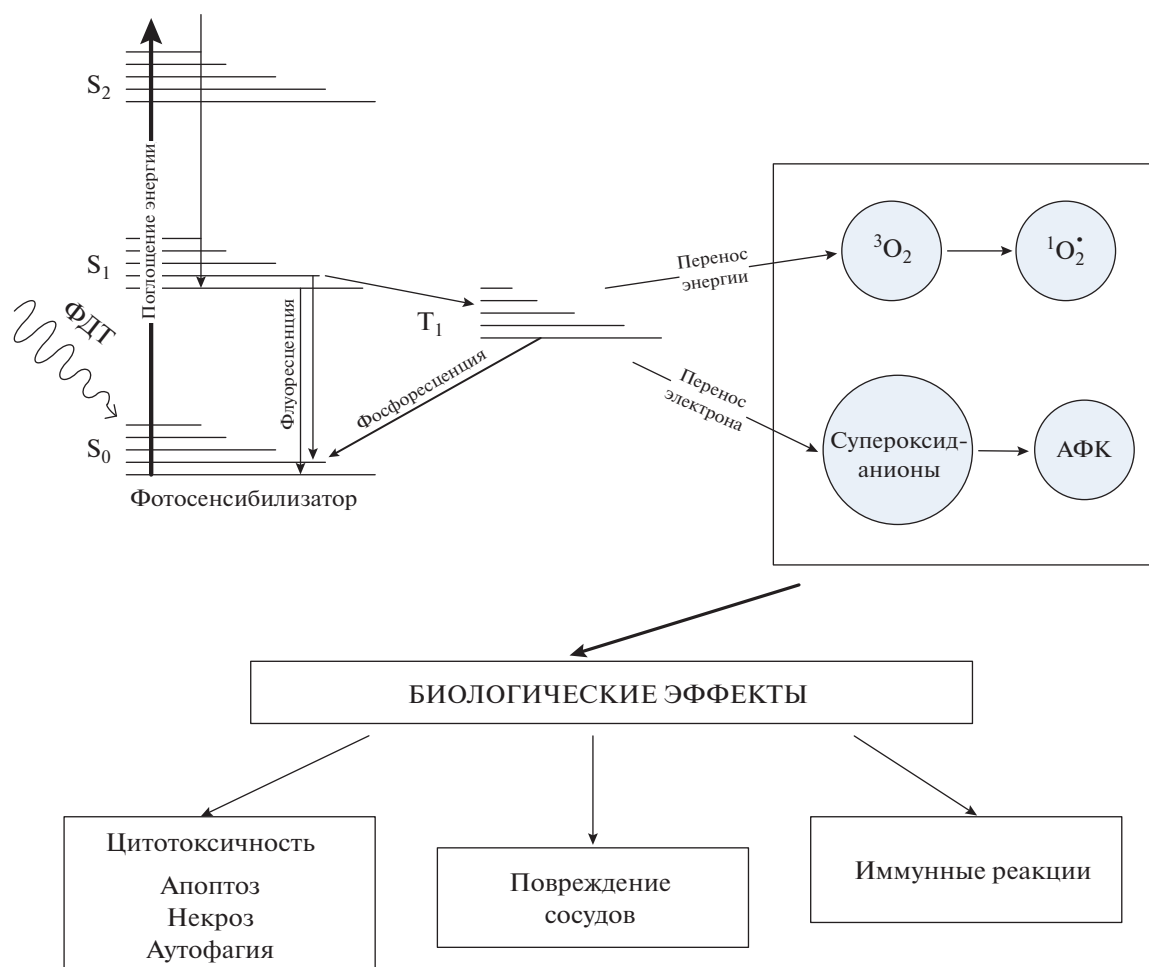 S₂
Поглощение энергии
S₁
ФДТ
S₀
Флуоресценция
Фосфоресценция
Фотосенсибилизатор
T₁
Перенос
энергии
Перенос
электрона
³O₂
¹O₂•
Супероксид-
анионы
АФК
БИОЛОГИЧЕСКИЕ ЭФФЕКТЫ
Цитотоксичность
Апоптоз
Некроз
Аутофагия
Повреждение
сосудов
Иммунные реакции